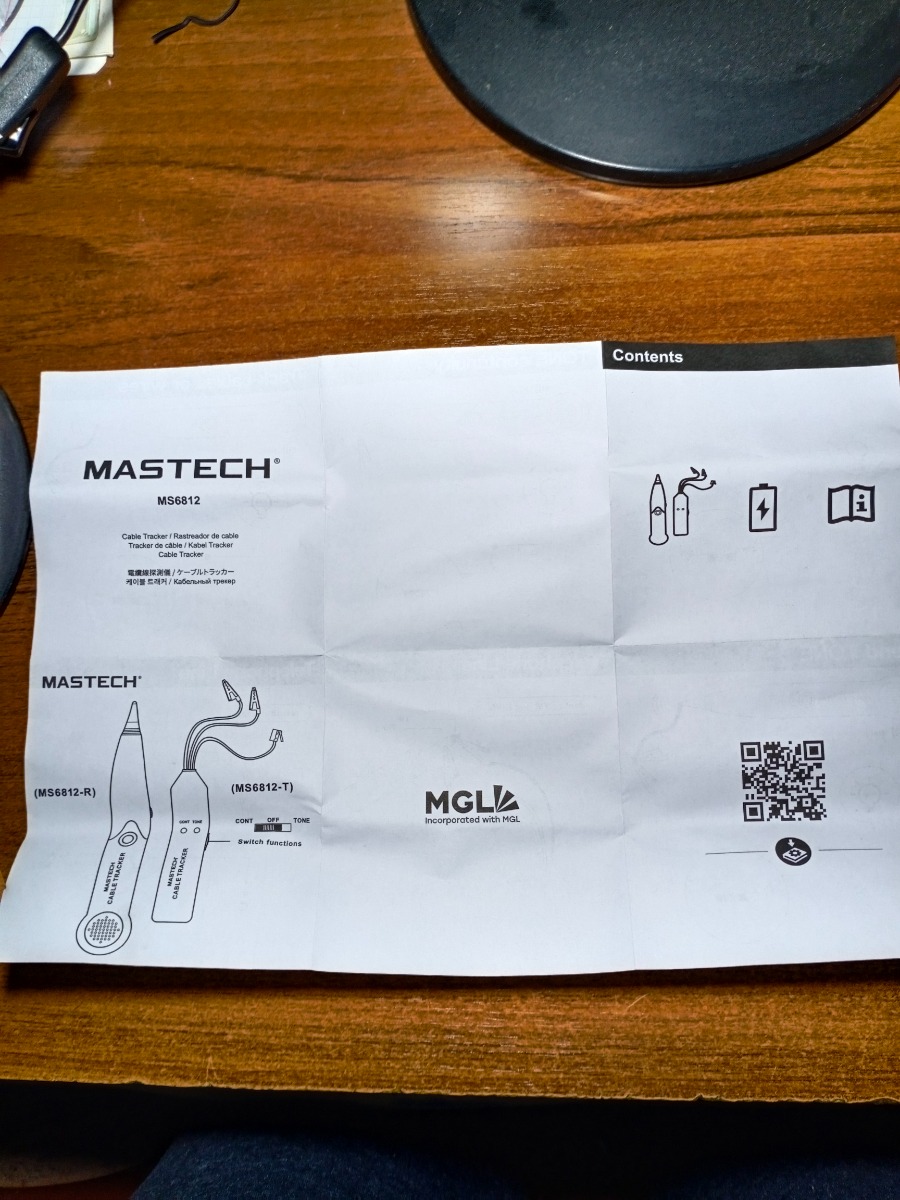 MASTECH®
MS6812
Cable Tracker / Rastreador de cable
Tracker de câble / Kabel Tracker
Cable Tracker
電纜線探測儀 / ケーブルトラッカー
케이블 트래커 / Кабельный трекер
MASTECH®
(MS6812-R)
(MS6812-T)
CONT OFF TONE
Switch functions
CONT TONE
MASTECH
CABLE TRACKER
MASTECH
CABLE TRACKER
MGL
Incorporated with MGL
Contents